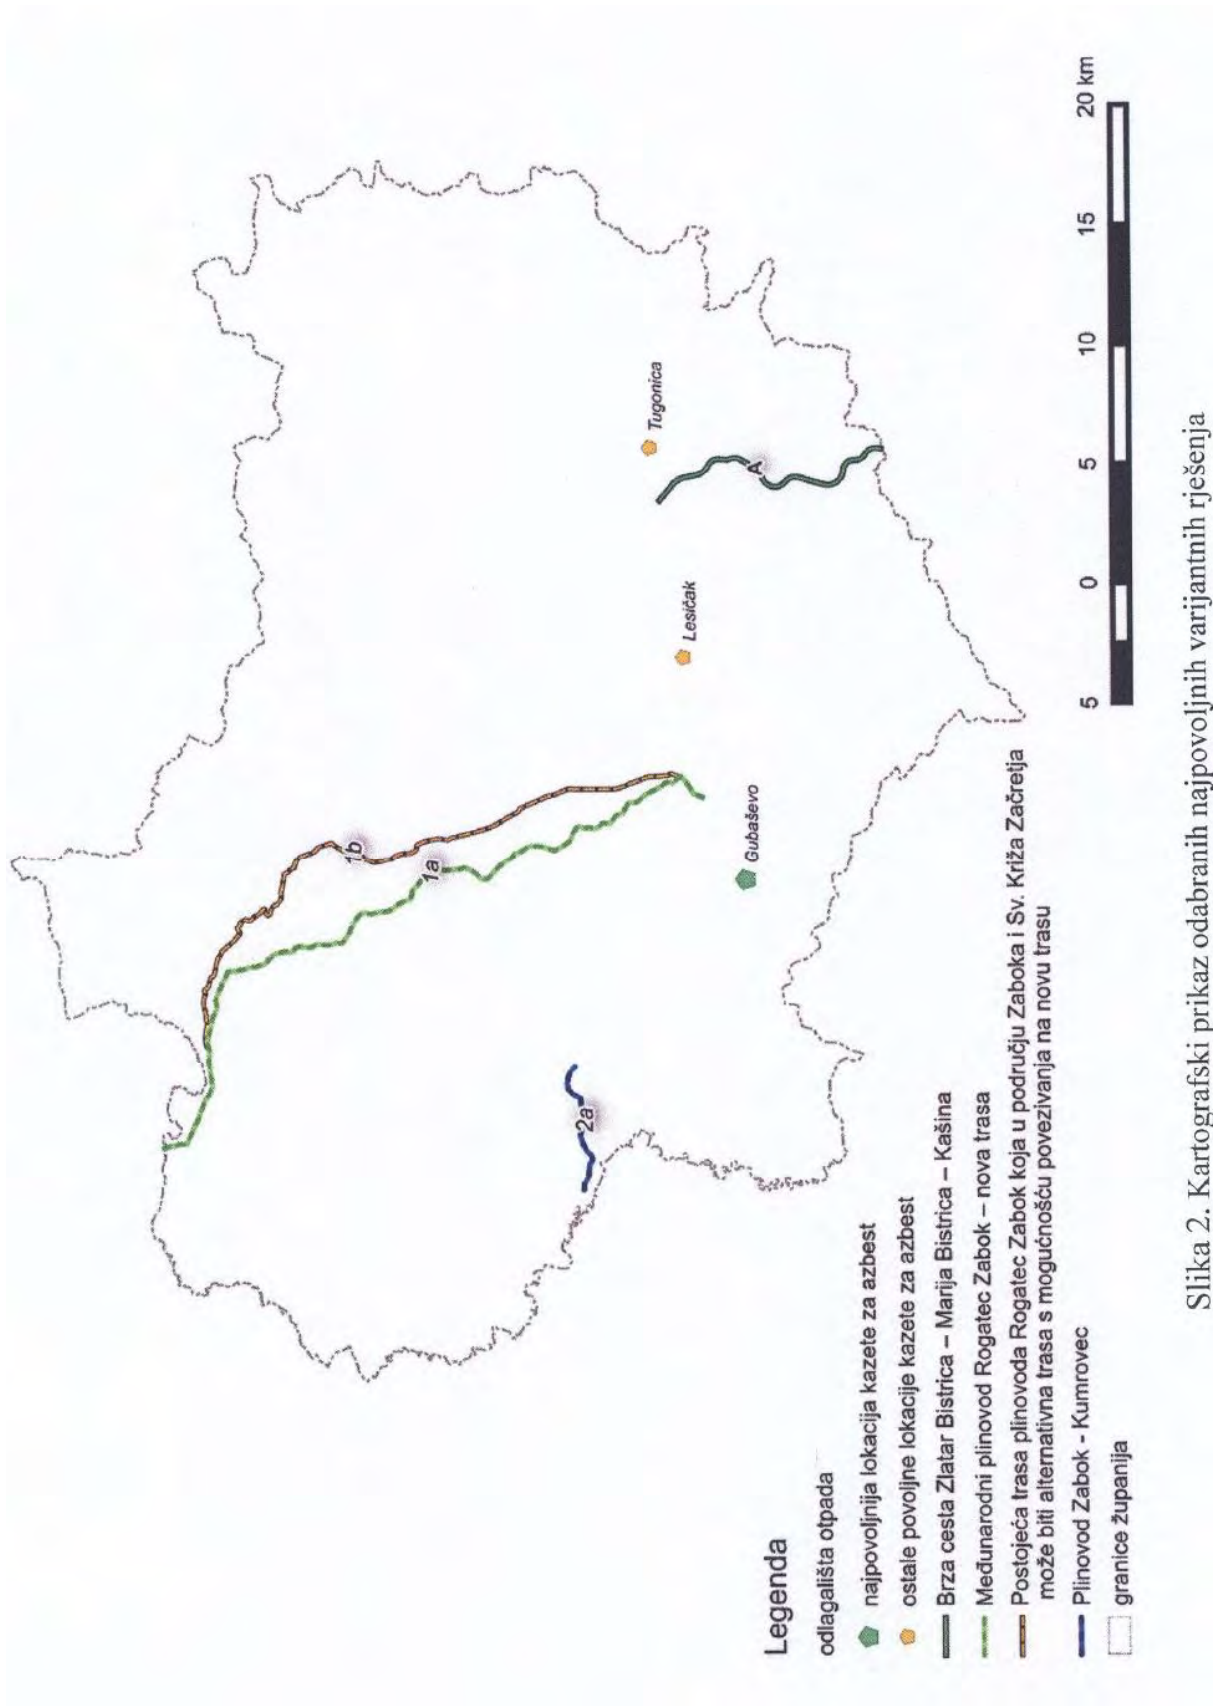 1b
1a
2a
A
Tugonica
Lesičak
Gubaševo
Legenda
odlagališta otpada
najpovoljnija lokacija kazete za azbest
ostale povoljne lokacije kazete za azbest
Brza cesta Zlatar Bistrica – Marija Bistrica – Kašina
Međunarodni plinovod Rogatec Zabok – nova trasa
Postojeća trasa plinovoda Rogatec Zabok koja u području Zaboka i Sv. Križa Začretja
može biti alternativna trasa s mogućnošću povezivanja na novu trasu
Plinovod Zabok - Kumrovec
granice županija
5 0 5 10 15 20 km
Slika 2. Kartografski prikaz odabranih najpovoljnih varijantnih rješenja